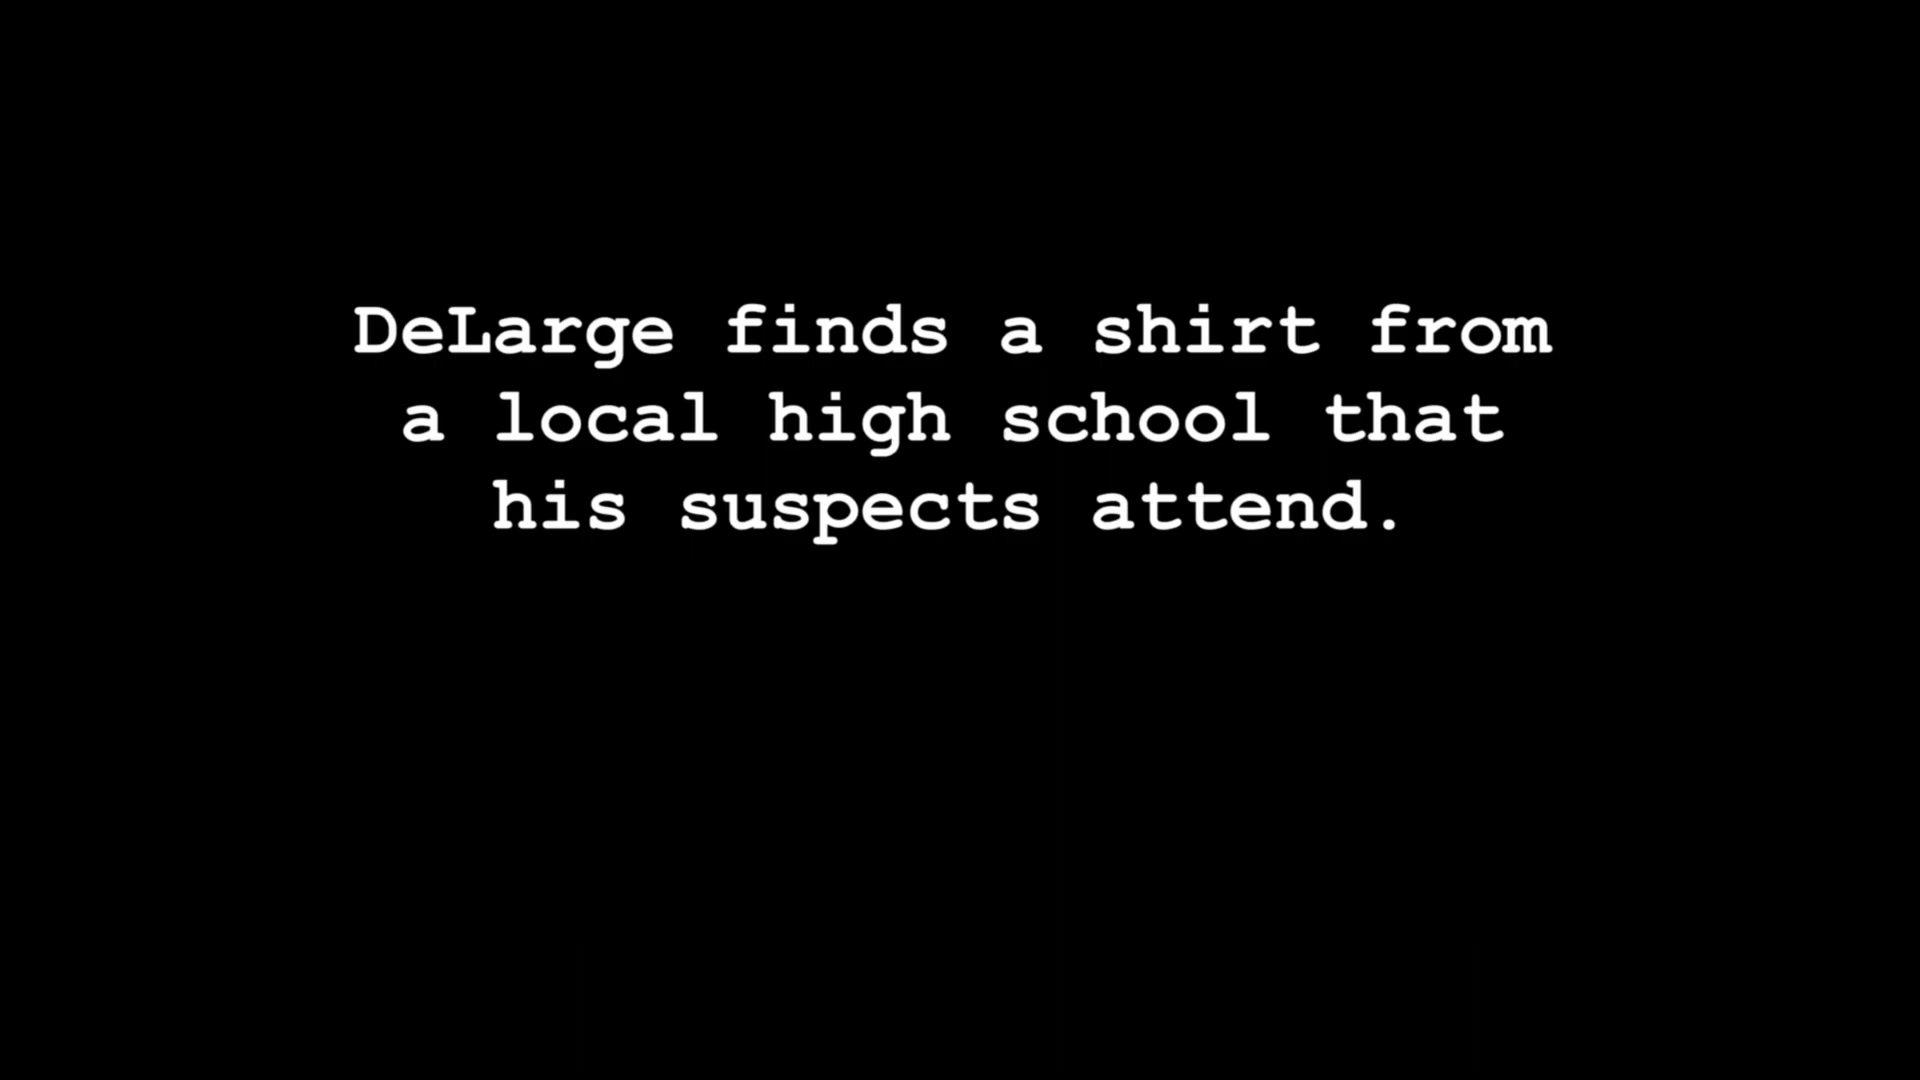 DeLarge finds a shirt from
a local high school that
his suspects attend.